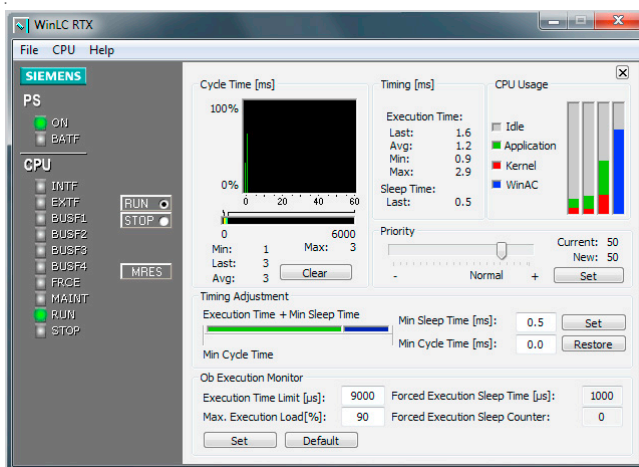 WinLC RTX
File CPU Help
SIEMENS
PS
ON
BATF
CPU
INTF
EXTF
BUSF1
BUSF2
BUSF3
BUSF4
FRCE
MAINT
RUN
STOP
RUN
STOP
MRES
Cycle Time [ms]
100%
0%
0 20 40 60
0 6000
Min: 1 Max: 3
Last: 3
Avg: 3
Clear
Timing [ms]
Execution Time:
Last: 1.6
Avg: 1.2
Min: 0.9
Max: 2.9
Sleep Time:
Last: 0.5
CPU Usage
Idle
Application
Kernel
WinAC
Priority
Current: 50
New: 50
- Normal + Set
Timing Adjustment
Execution Time + Min Sleep Time
Min Cycle Time
Min Sleep Time [ms]: 0.5 Set
Min Cycle Time [ms]: 0.0 Restore
Ob Execution Monitor
Execution Time Limit [µs]: 9000 Forced Execution Sleep Time [µs]: 1000
Max. Execution Load[%]: 90 Forced Execution Sleep Counter: 0
Set Default